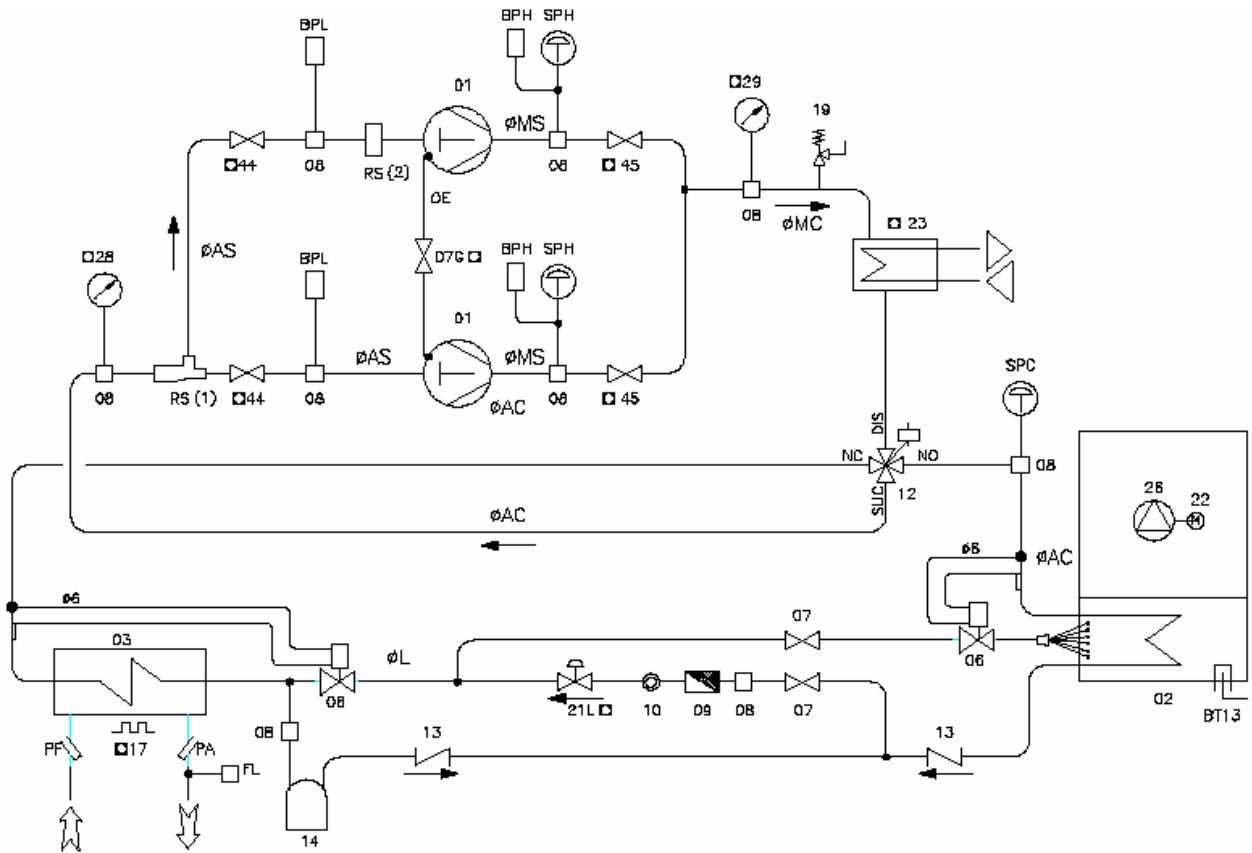 BPL
BPH
SPH
01
¤29
19
ØMS
¤44
08
RS (2)
08
¤45
OE
08
ØMC
¤23
ØAS
¤28
BPL
07G ¤
BPH
SPH
01
ØAS
ØMS
08
RS (1)
¤44
08
ØAC
08
¤45
SPC
DIS
NC
NO
08
SUC
12
26
22
ØAC
Ø6
ØAC
Ø6
03
ØL
07
06
06
21L ¤
10
09
08
07
02
BT13
PF
¤17
PA
08
13
13
FL
14